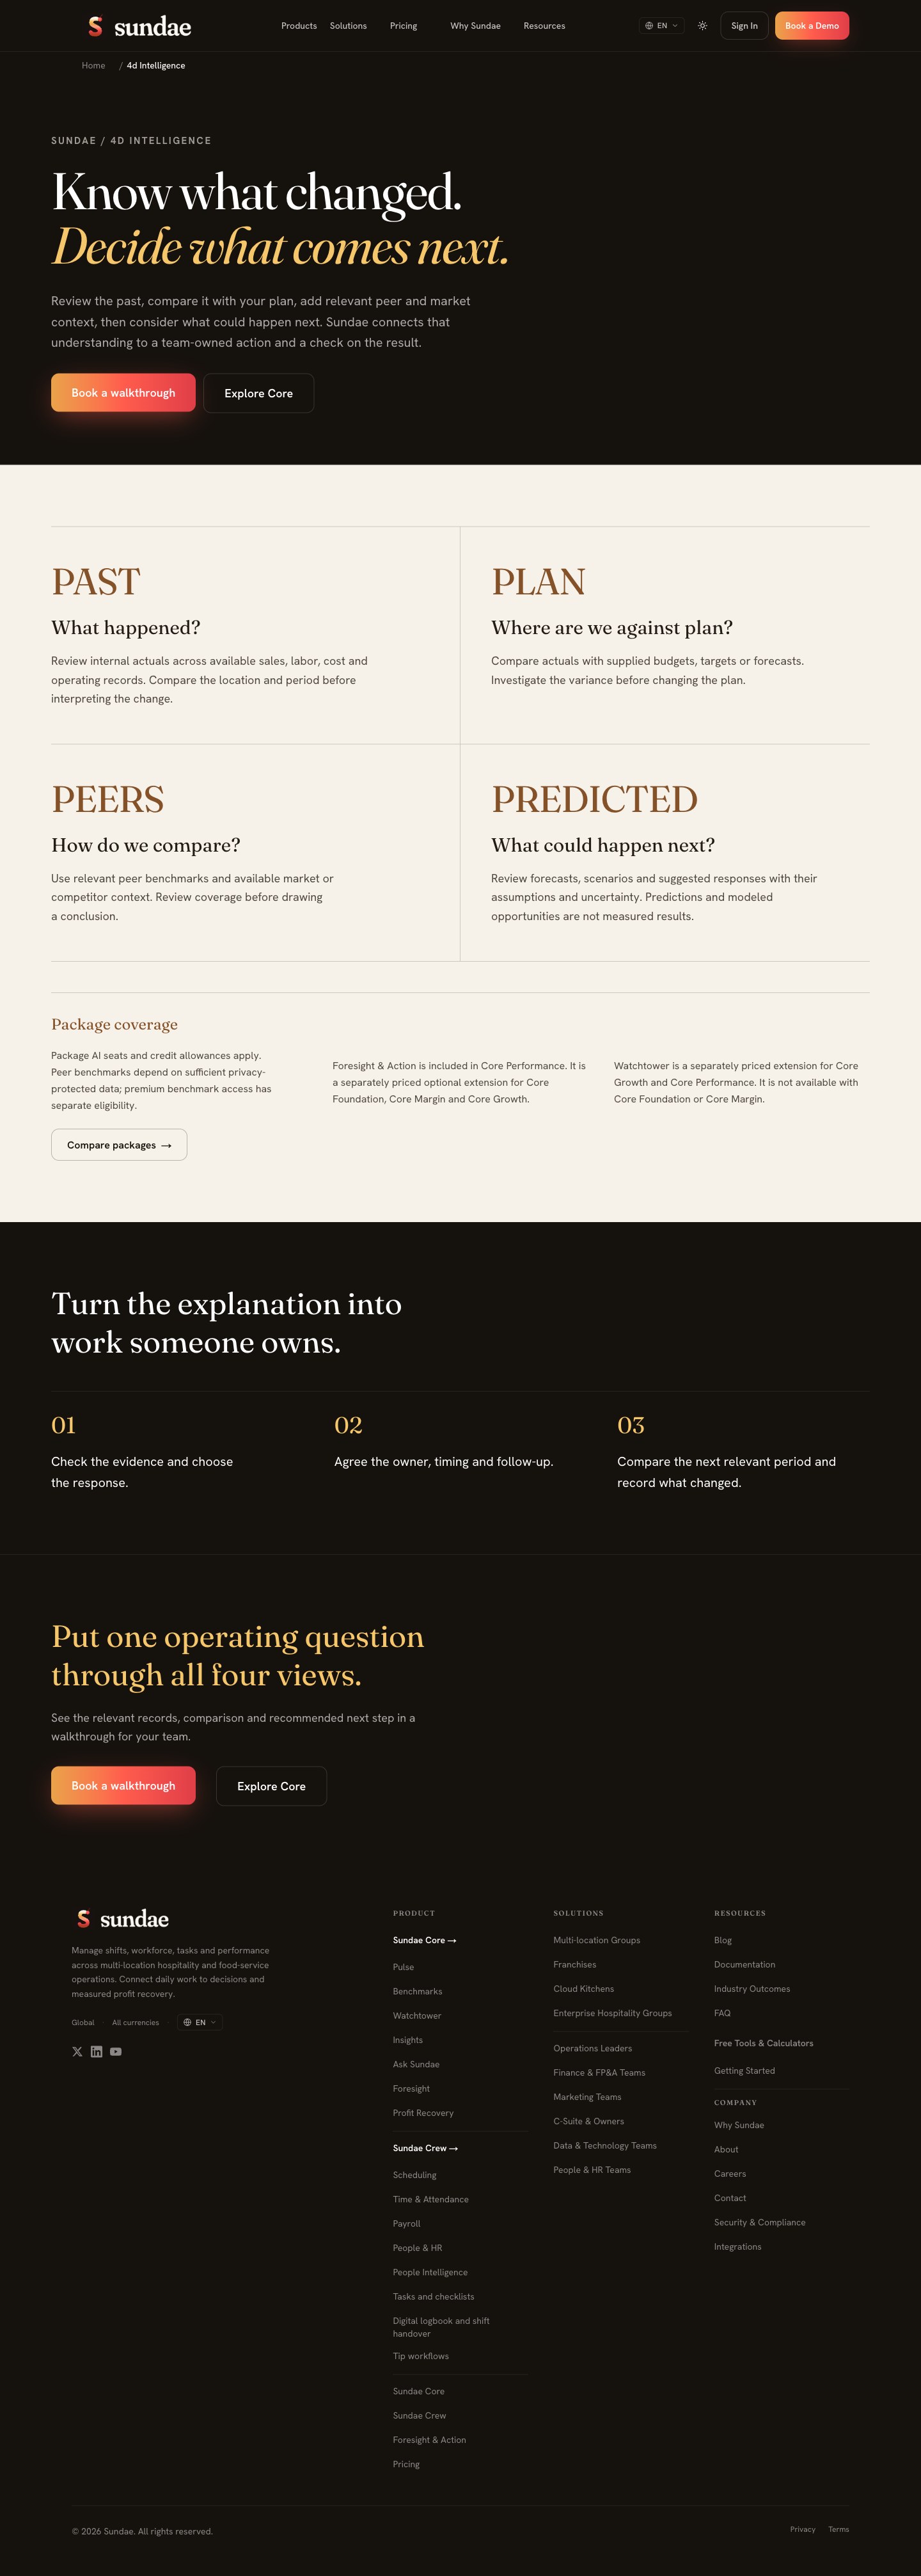 sundae
Products Solutions Pricing Why Sundae Resources EN Sign In Book a Demo
Home / 4d Intelligence
SUNDAE / 4D INTELLIGENCE
Know what changed.
Decide what comes next.
Review the past, compare it with your plan, add relevant peer and market
context, then consider what could happen next. Sundae connects that
understanding to a team-owned action and a check on the result.
Book a walkthrough Explore Core
PAST
What happened?
Review internal actuals across available sales, labor, cost and
operating records. Compare the location and period before
interpreting the change.
PLAN
Where are we against plan?
Compare actuals with supplied budgets, targets or forecasts.
Investigate the variance before changing the plan.
PEERS
How do we compare?
Use relevant peer benchmarks and available market or
competitor context. Review coverage before drawing
a conclusion.
PREDICTED
What could happen next?
Review forecasts, scenarios and suggested responses with their
assumptions and uncertainty. Predictions and modeled
opportunities are not measured results.
Package coverage
Package AI seats and credit allowances apply.
Peer benchmarks depend on sufficient privacy-
protected data; premium benchmark access has
separate eligibility.
Compare packages →
Foresight & Action is included in Core Performance. It is
a separately priced optional extension for Core
Foundation, Core Margin and Core Growth.
Watchtower is a separately priced extension for Core
Growth and Core Performance. It is not available with
Core Foundation or Core Margin.
Turn the explanation into
work someone owns.
01
Check the evidence and choose
the response.
02
Agree the owner, timing and follow-up.
03
Compare the next relevant period and
record what changed.
Put one operating question
through all four views.
See the relevant records, comparison and recommended next step in a
walkthrough for your team.
Book a walkthrough Explore Core
sundae
Manage shifts, workforce, tasks and performance
across multi-location hospitality and food-service
operations. Connect daily work to decisions and
measured profit recovery.
Global · All currencies EN
PRODUCT
Sundae Core →
Pulse
Benchmarks
Watchtower
Insights
Ask Sundae
Foresight
Profit Recovery
Sundae Crew →
Scheduling
Time & Attendance
Payroll
People & HR
People Intelligence
Tasks and checklists
Digital logbook and shift
handover
Tip workflows
Sundae Core
Sundae Crew
Foresight & Action
Pricing
SOLUTIONS
Multi-location Groups
Franchises
Cloud Kitchens
Enterprise Hospitality Groups
Operations Leaders
Finance & FP&A Teams
Marketing Teams
C-Suite & Owners
Data & Technology Teams
People & HR Teams
RESOURCES
Blog
Documentation
Industry Outcomes
FAQ
Free Tools & Calculators
Getting Started
COMPANY
Why Sundae
About
Careers
Contact
Security & Compliance
Integrations
© 2026 Sundae. All rights reserved.
Privacy Terms